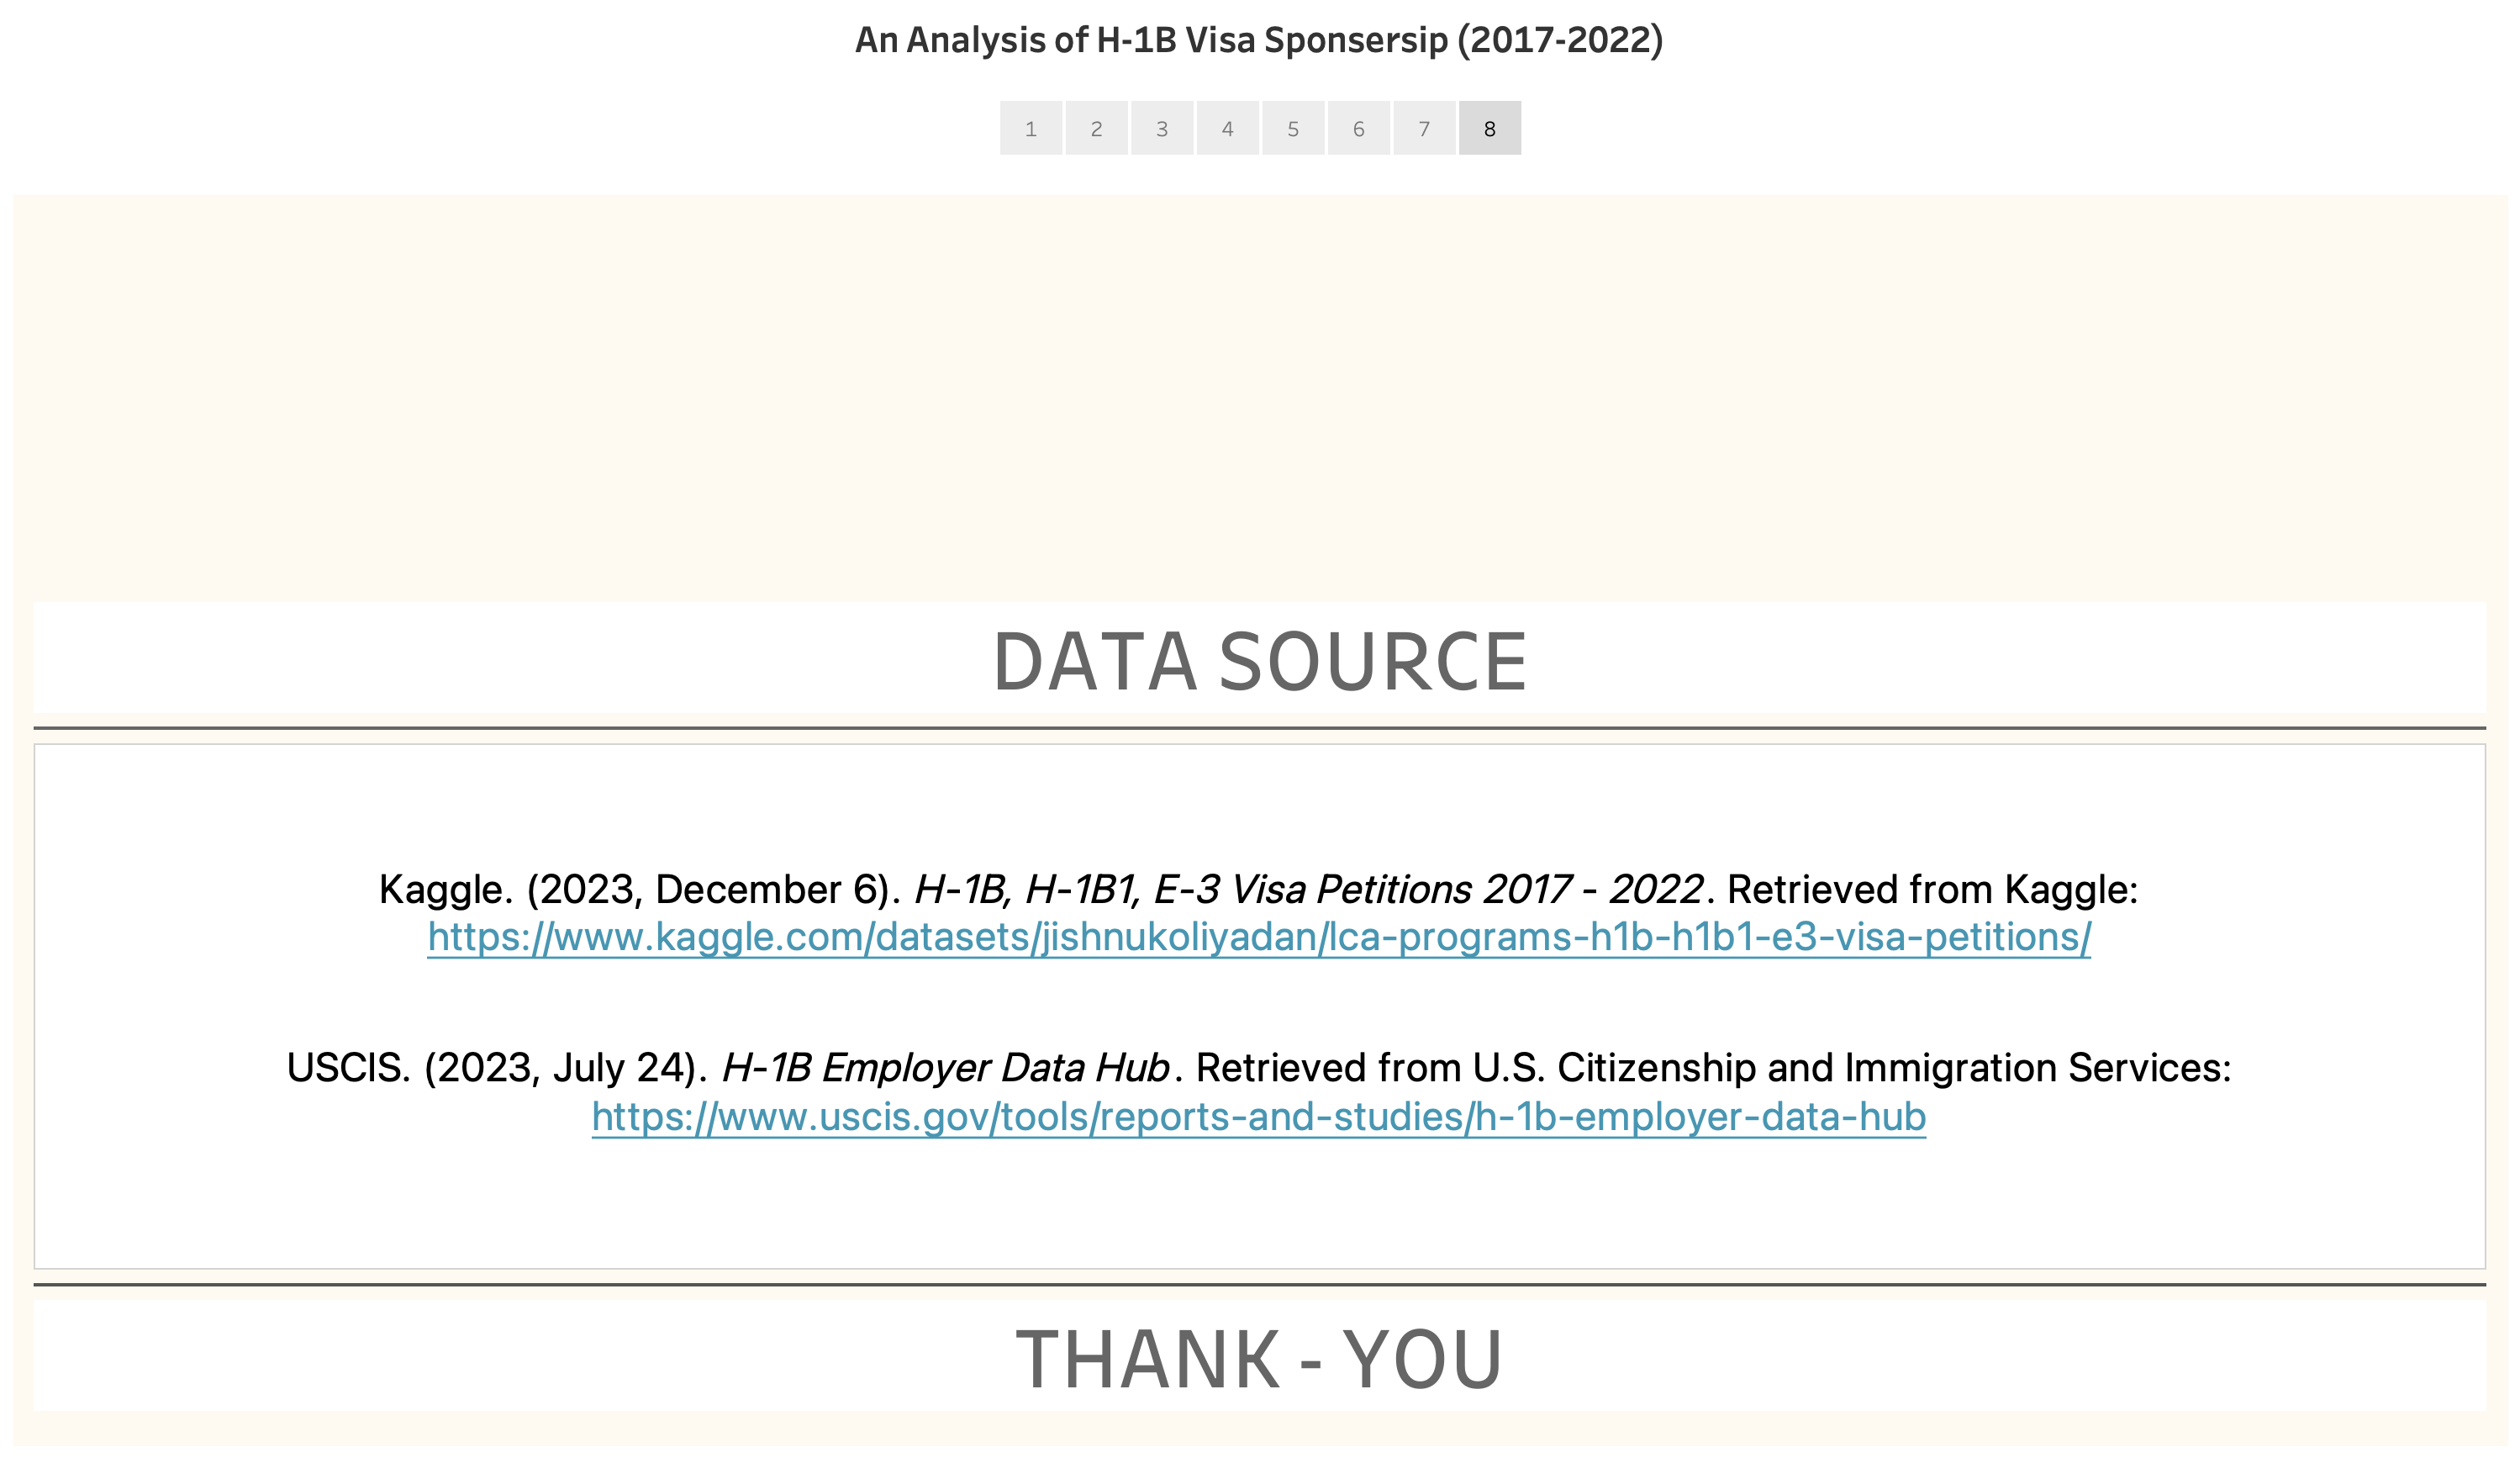 An Analysis of H-1B Visa Sponsersip (2017-2022)
1 2 3 4 5 6 7 8
DATA SOURCE
Kaggle. (2023, December 6). H-1B, H-1B1, E-3 Visa Petitions 2017 - 2022. Retrieved from Kaggle:
https://www.kaggle.com/datasets/jishnukoliyadan/lca-programs-h1b-h1b1-e3-visa-petitions/
USCIS. (2023, July 24). H-1B Employer Data Hub. Retrieved from U.S. Citizenship and Immigration Services:
https://www.uscis.gov/tools/reports-and-studies/h-1b-employer-data-hub
THANK - YOU